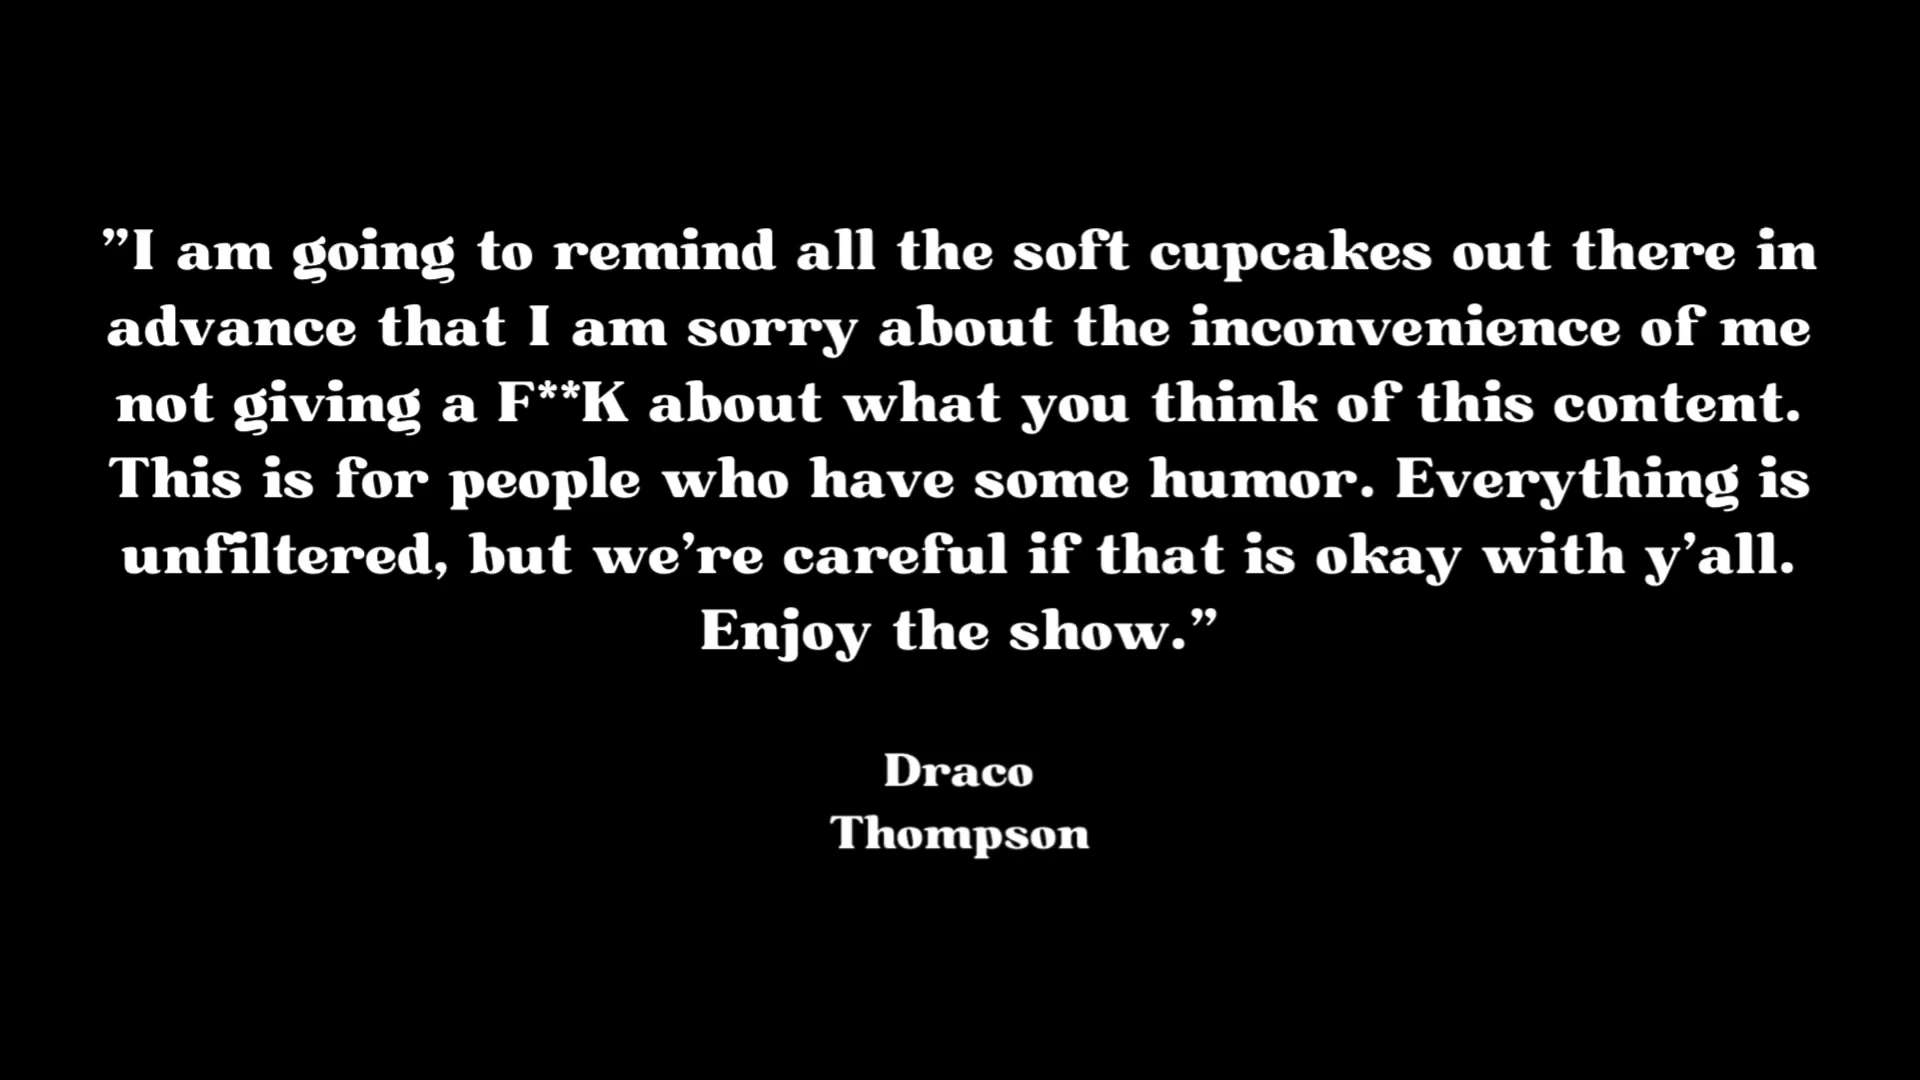 ”I am going to remind all the soft cupcakes out there in
advance that I am sorry about the inconvenience of me
not giving a F**K about what you think of this content.
This is for people who have some humor. Everything is
unfiltered, but we’re careful if that is okay with y’all.
Enjoy the show.”
Draco
Thompson